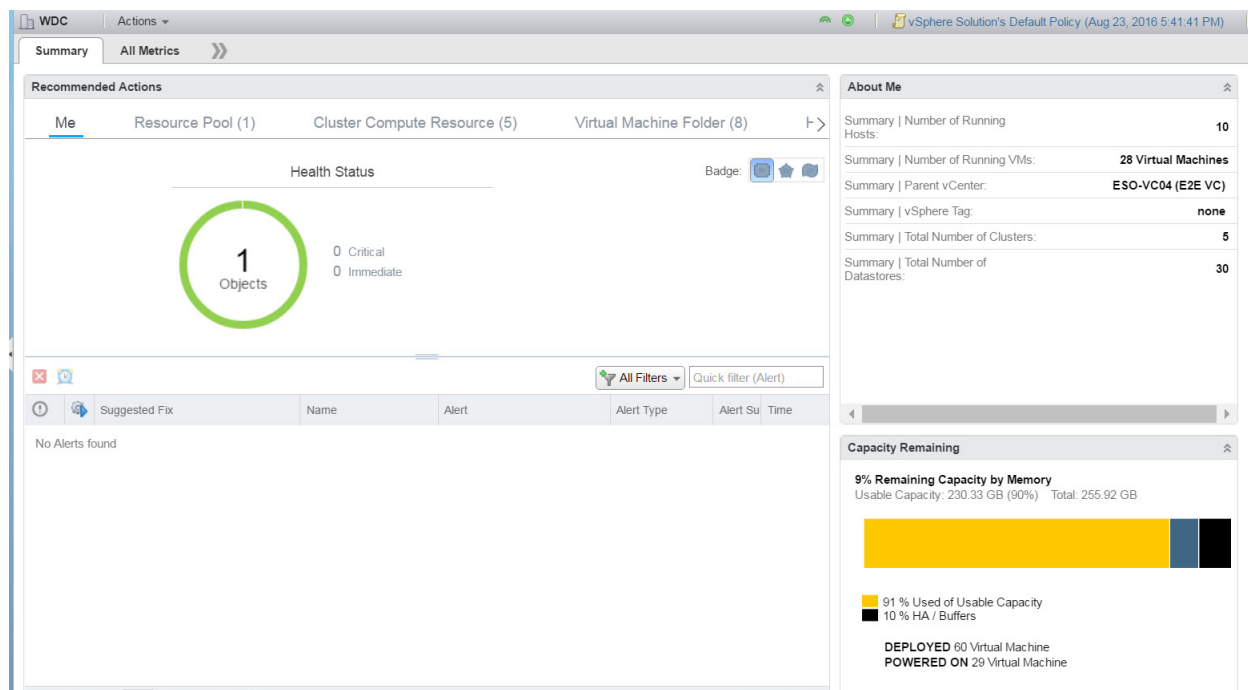 WDC Actions vSphere Solution's Default Policy (Aug 23, 2016 5:41:41 PM)
Summary All Metrics
Recommended Actions
Me Resource Pool (1) Cluster Compute Resource (5) Virtual Machine Folder (8)
Health Status
Badge:
1
Objects
0 Critical
0 Immediate
All Filters Quick filter (Alert)
Suggested Fix Name Alert Alert Type Alert Su Time
No Alerts found
About Me
Summary | Number of Running
Hosts:
10
Summary | Number of Running VMs: 28 Virtual Machines
Summary | Parent vCenter: ESO-VC04 (E2E VC)
Summary | vSphere Tag: none
Summary | Total Number of Clusters: 5
Summary | Total Number of
Datastores:
30
Capacity Remaining
9% Remaining Capacity by Memory
Usable Capacity: 230.33 GB (90%) Total: 255.92 GB
91 % Used of Usable Capacity
10 % HA / Buffers
DEPLOYED 60 Virtual Machine
POWERED ON 29 Virtual Machine